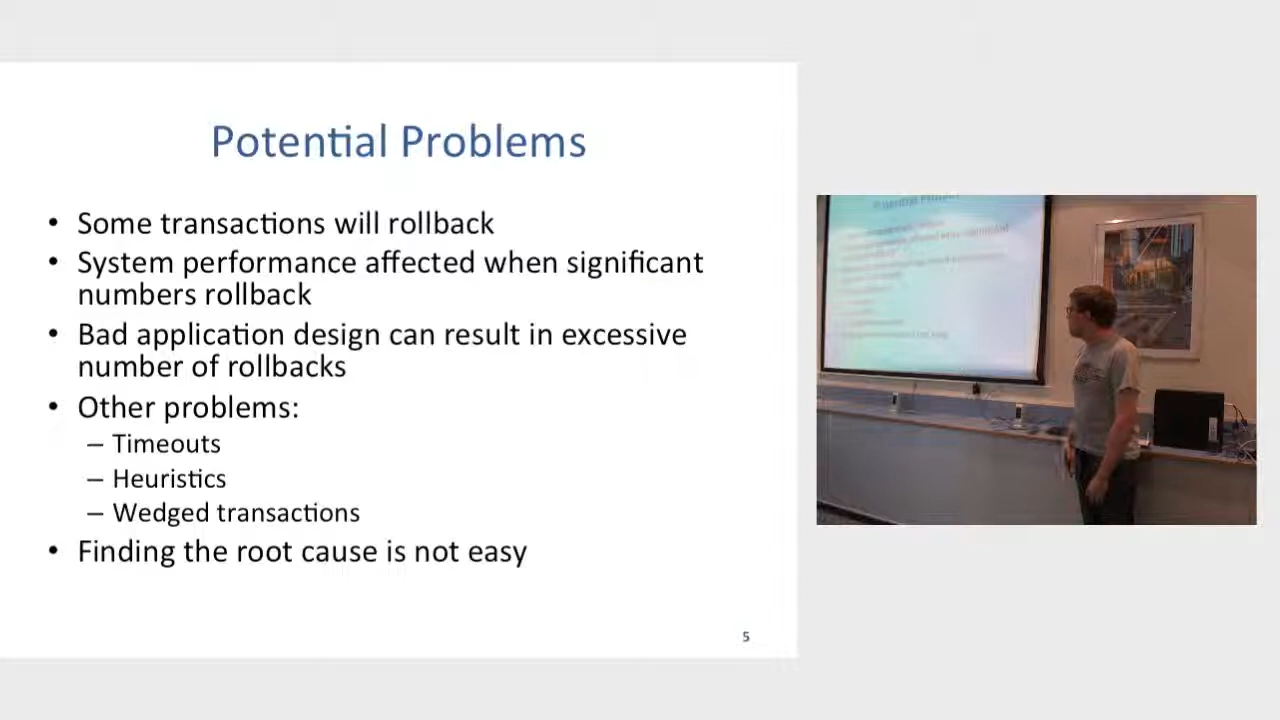 Potential Problems
• Some transactions will rollback
• System performance affected when significant
numbers rollback
• Bad application design can result in excessive
number of rollbacks
• Other problems:
– Timeouts
– Heuristics
– Wedged transactions
• Finding the root cause is not easy
5